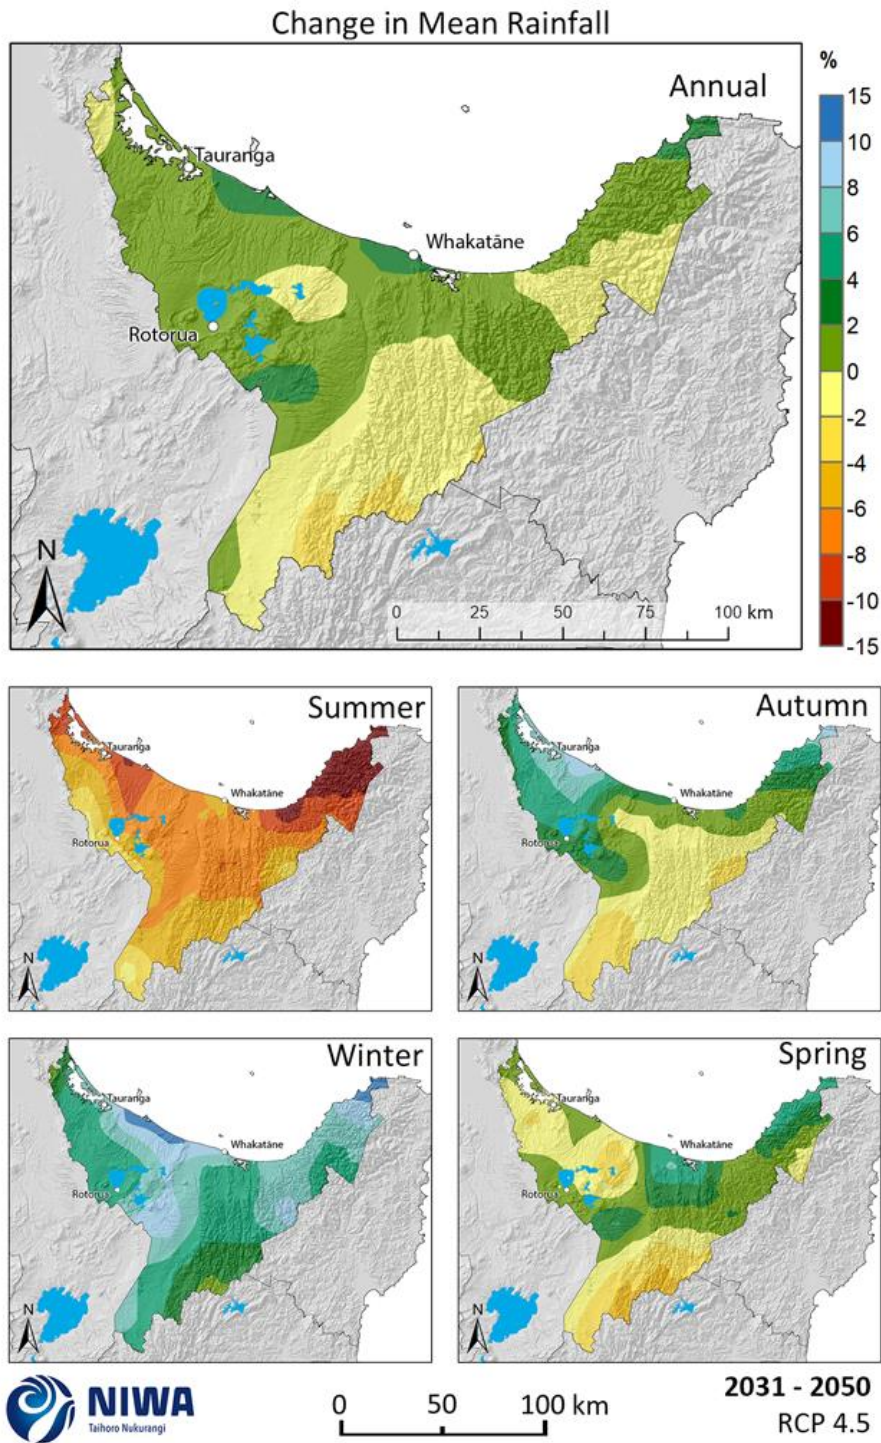 Change in Mean Rainfall
Annual
%
15
10
8
6
4
2
0
-2
-4
-6
-8
-10
-15
Tauranga
Whakatāne
Rotorua
N
0 25 50 75 100 km
Summer
Tauranga
Whakatāne
Rotorua
N
Autumn
Tauranga
Whakatāne
Rotorua
N
Winter
Tauranga
Whakatāne
Rotorua
N
Spring
Tauranga
Whakatāne
Rotorua
N
NIWA
Taihoro Nukurangi
0 50 100 km
2031 - 2050
RCP 4.5